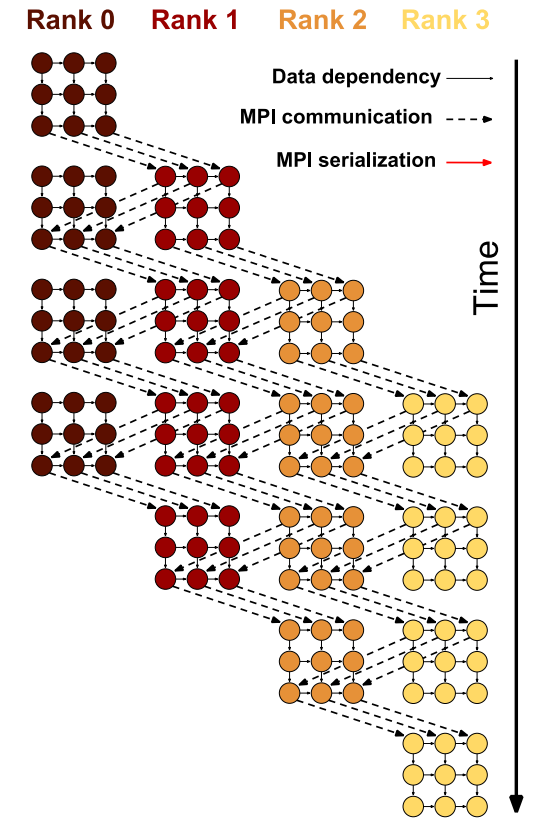 Rank 0 Rank 1 Rank 2 Rank 3
Data dependency
MPI communication
MPI serialization
Time